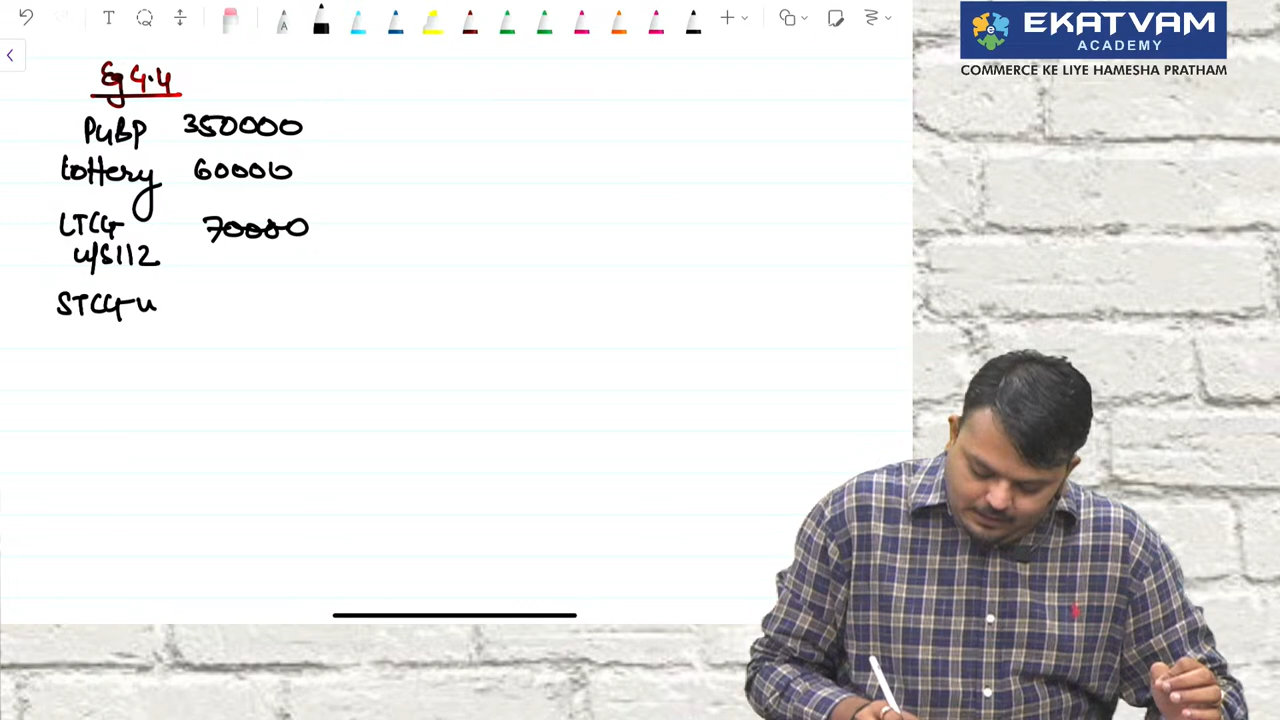 EKATVAM
ACADEMY
COMMERCE KE LIYE HAMESHA PRATHAM
T
A
Eg 4.4
PGBP 350000
Lottery 60000
LTCG 70000
u/s 112
STCG u